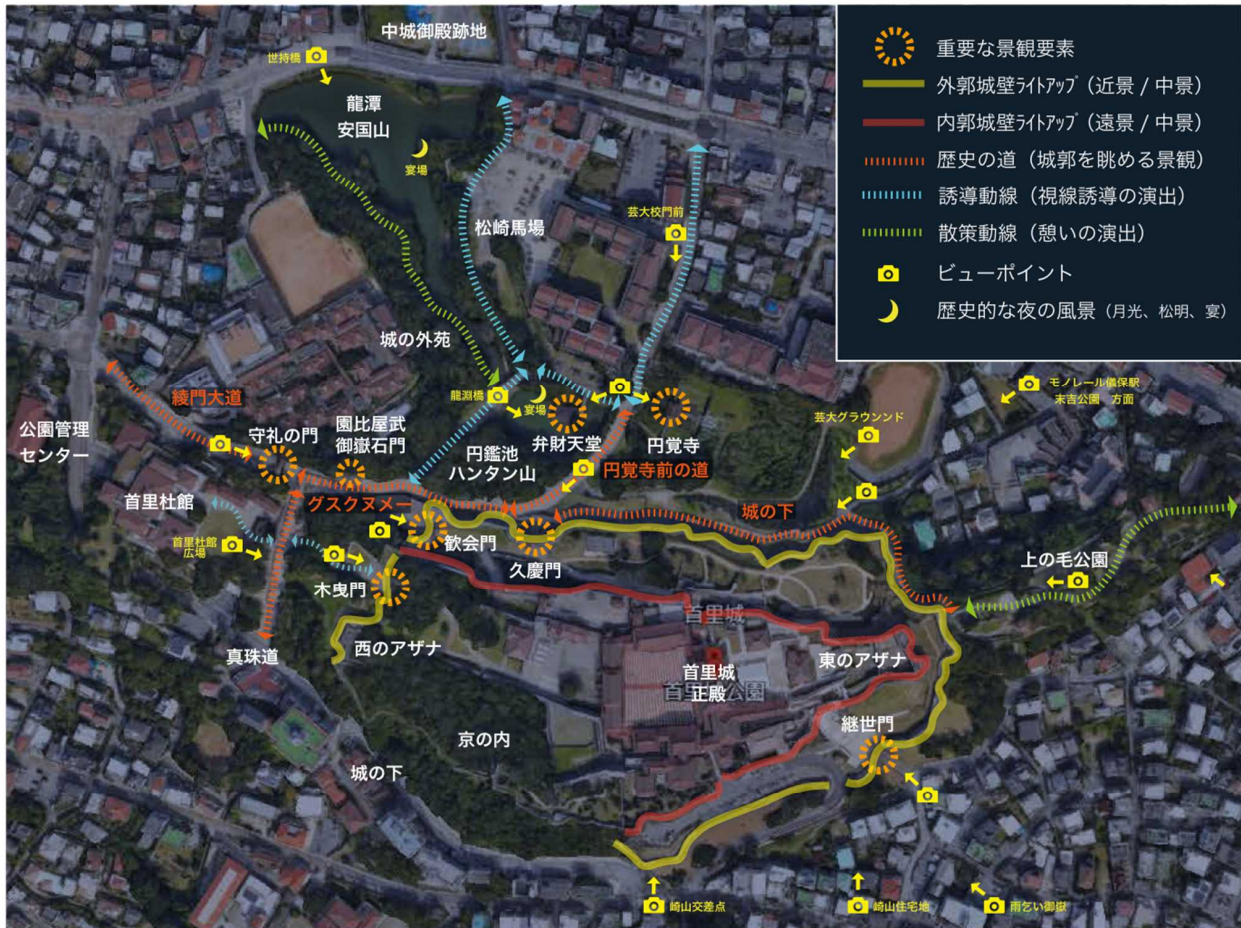 中城御殿跡地
世持橋
龍潭
安国山
宴場
松崎馬場
芸大校門前
城の外苑
重要な景観要素
外郭城壁ﾗｲﾄｱｯﾌﾟ（近景 / 中景）
内郭城壁ﾗｲﾄｱｯﾌﾟ（遠景 / 中景）
歴史の道（城郭を眺める景観）
誘導動線（視線誘導の演出）
散策動線（憩いの演出）
ビューポイント
歴史的な夜の風景（月光、松明、宴）
綾門大道
公園管理
センター
守礼の門
園比屋武
御嶽石門
龍淵橋
宴場
弁財天堂
円覚寺
円鑑池
ハンタン山
円覚寺前の道
芸大グラウンンド
モノレール儀保駅
末吉公園　方面
首里杜館
グスクヌメー
城の下
首里杜館
広場
歓会門
久慶門
木曳門
上の毛公園
真珠道
西のアザナ
首里城
首里城
正殿
首里城公園
東のアザナ
継世門
京の内
城の下
崎山交差点
崎山住宅地
雨乞い御嶽